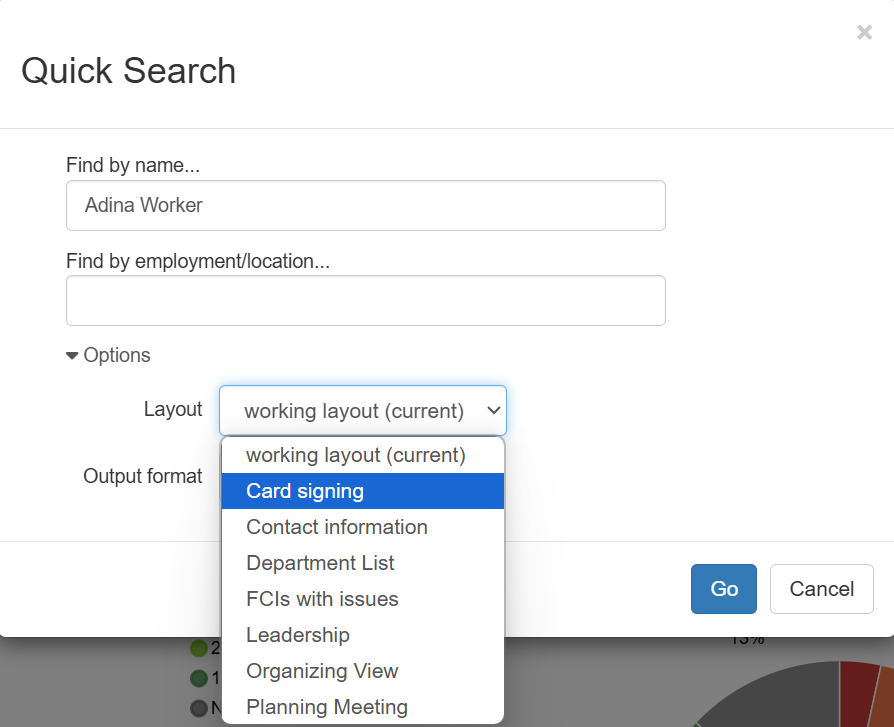 ×
Quick Search
Find by name...
Adina Worker
Find by employment/location...
Options
Layout
working layout (current)
working layout (current)
Output format
Card signing
Contact information
Department List
FCIs with issues
Go
Cancel
Leadership
Organizing View
Planning Meeting
2
1
N
13%